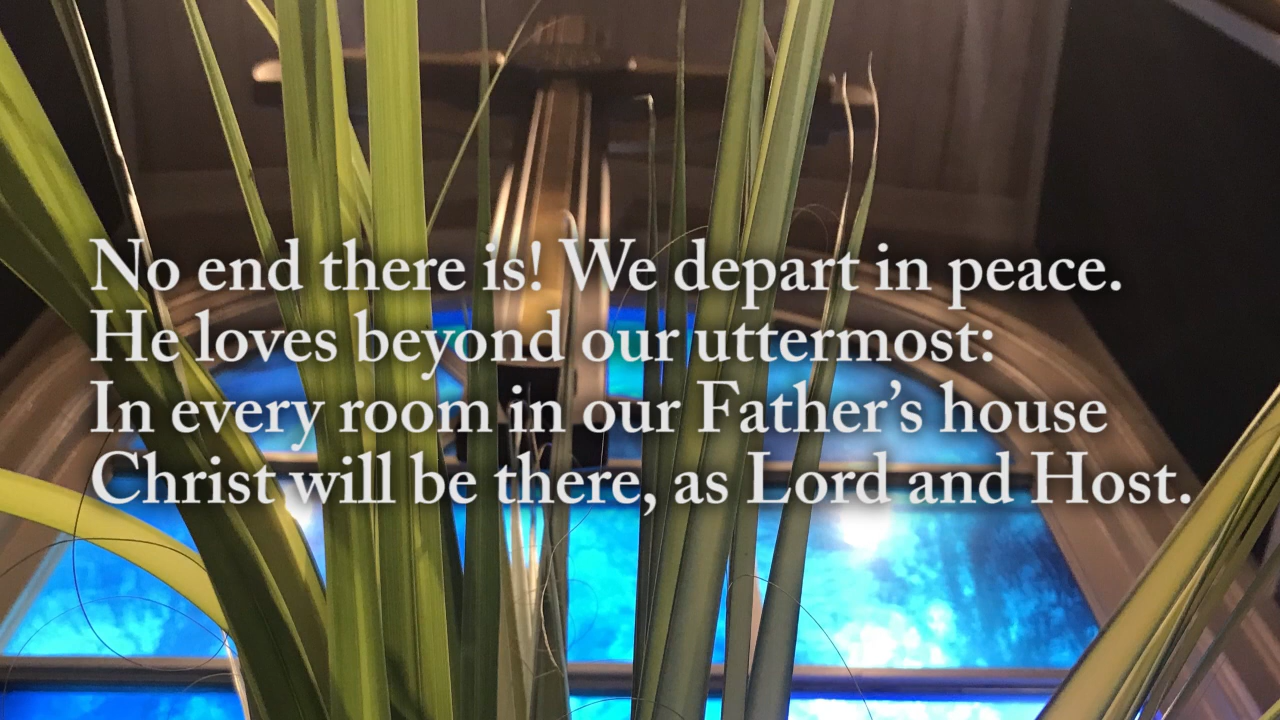 No end there is! We depart in peace.
He loves beyond our uttermost:
In every room in our Father’s house
Christ will be there, as Lord and Host.